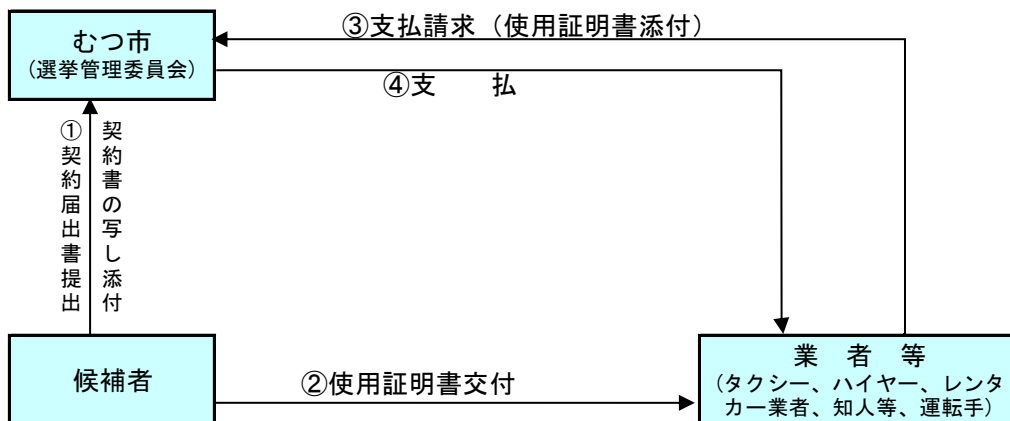 ③支払請求（使用証明書添付）
むつ市
（選挙管理委員会）
④支　　払
①契約届出書提出
契約書の写し添付
候補者
②使用証明書交付
業　者　等
（タクシー、ハイヤー、レンタ
カー業者、知人等、運転手）